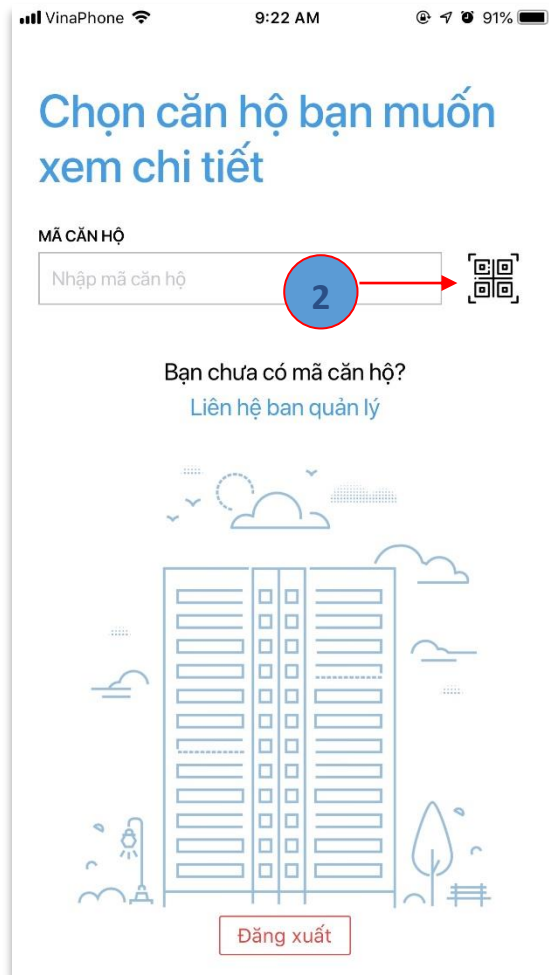 VinaPhone 9:22 AM 91%
Chọn căn hộ bạn muốn
xem chi tiết
MÃ CĂN HỘ
Nhập mã căn hộ
2
Bạn chưa có mã căn hộ?
Liên hệ ban quản lý
Đăng xuất